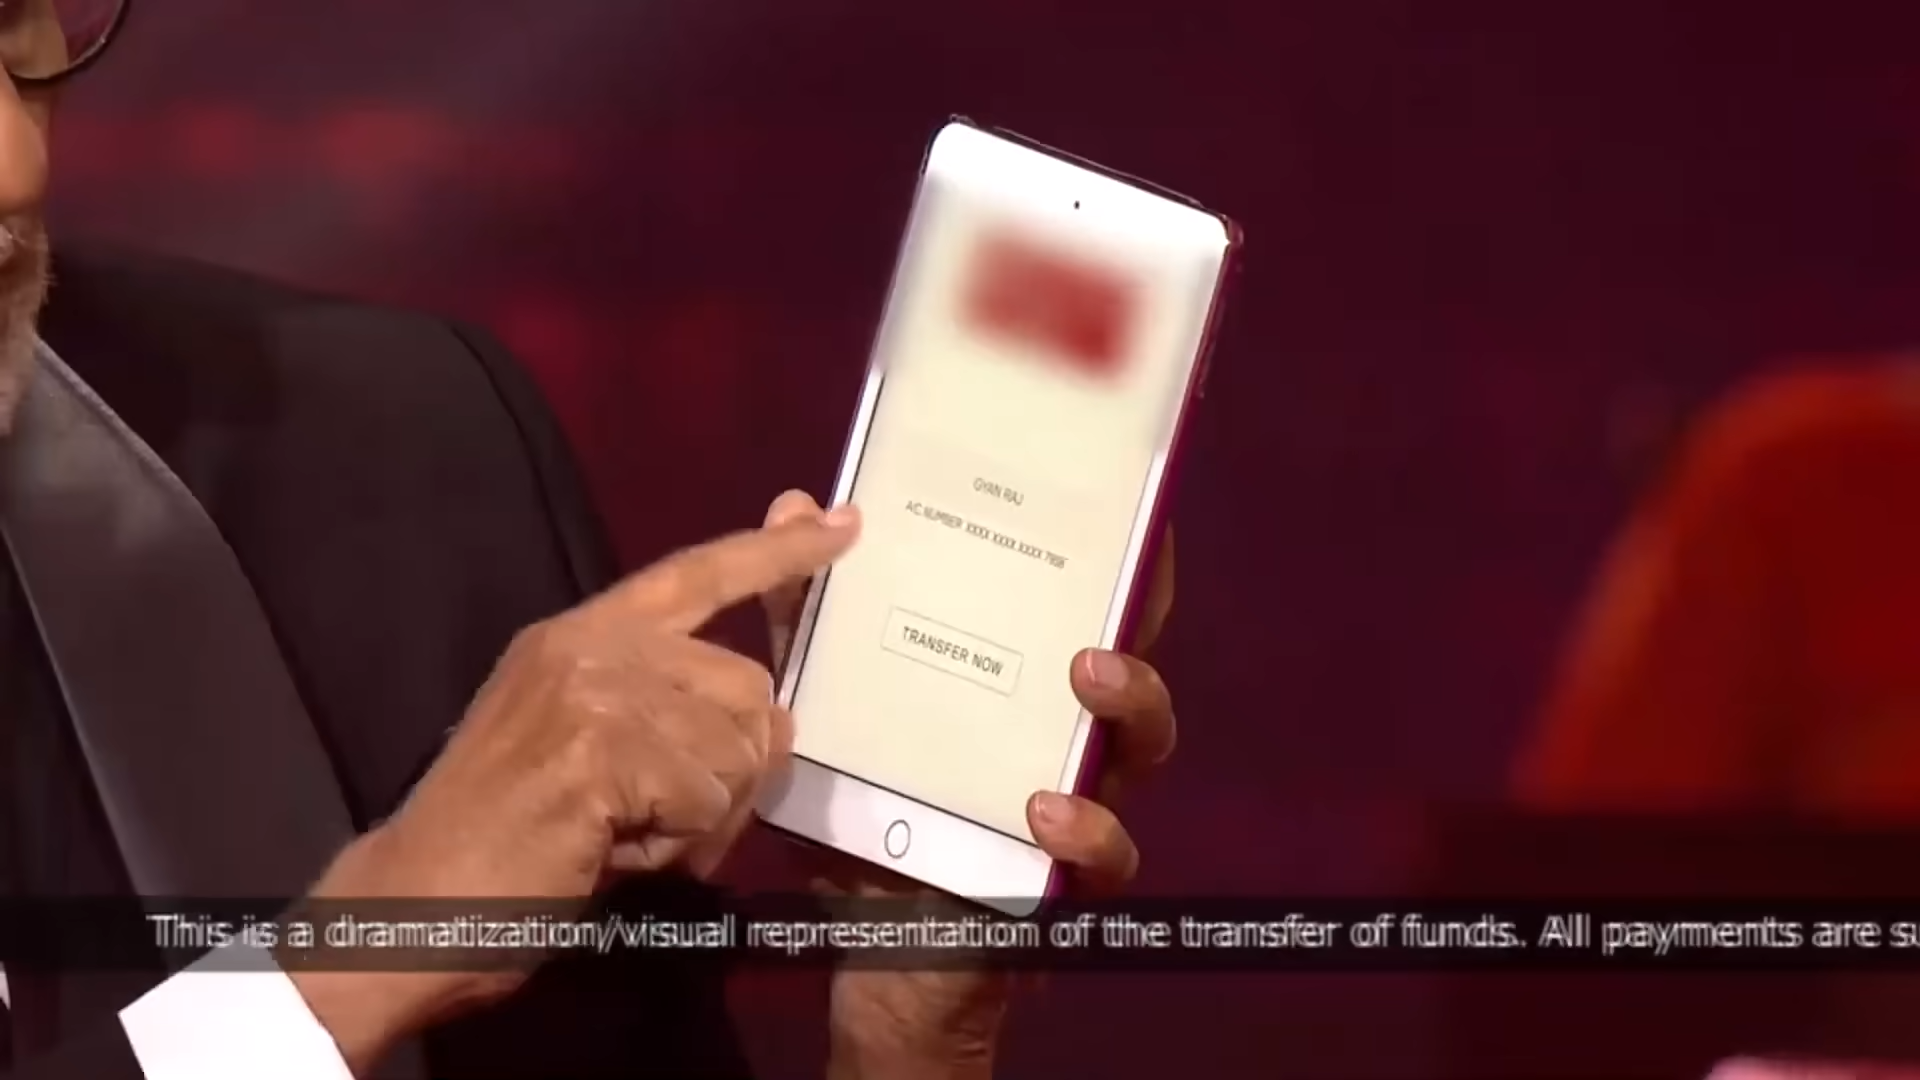 GYAN RAJ
A/C NUMBER XXXX XXXX XXXX 7956
TRANSFER NOW
This is a dramatization/visual representation of the transfer of funds. All payments are su